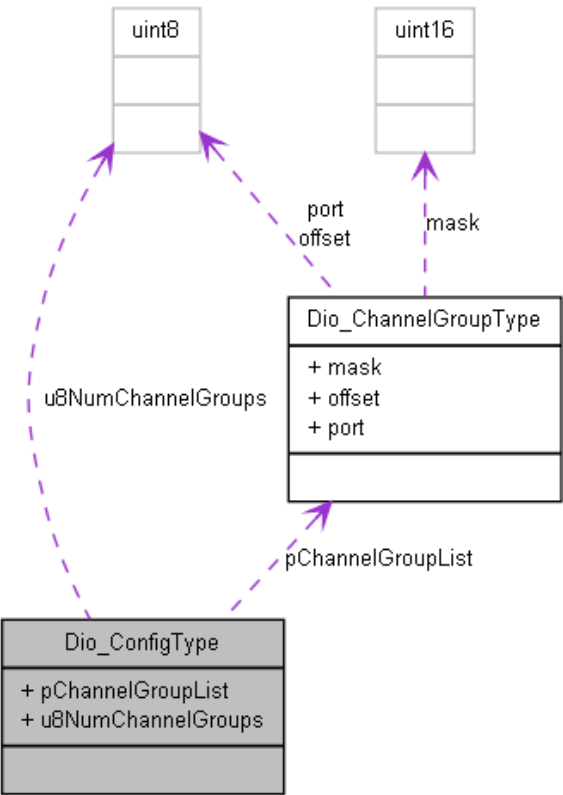 uint8
uint16
port
offset
mask
Dio_ChannelGroupType
+ mask
+ offset
+ port
u8NumChannelGroups
pChannelGroupList
Dio_ConfigType
+ pChannelGroupList
+ u8NumChannelGroups